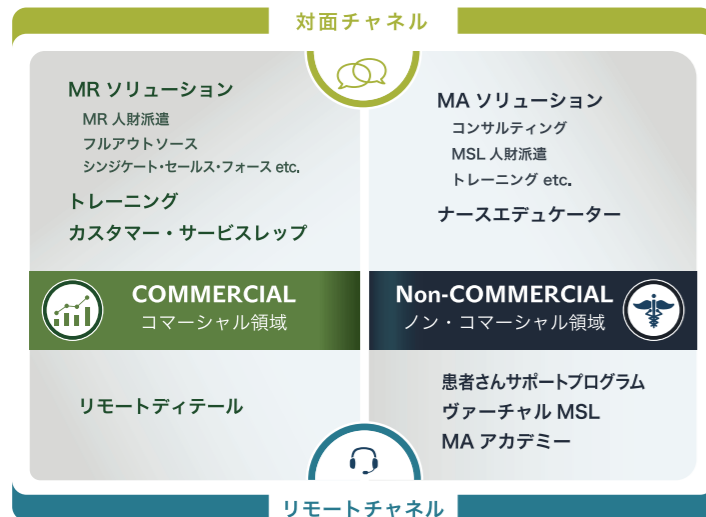 対面チャネル
MR ソリューション
MR 人財派遣
フルアウトソース
シンジケート・セールス・フォース etc.
トレーニング
カスタマー・サービスレップ
MA ソリューション
コンサルティング
MSL 人財派遣
トレーニング etc.
ナースエデュケーター
COMMERCIAL
コマーシャル領域
Non-COMMERCIAL
ノン・コマーシャル領域
リモートディテール
患者さんサポートプログラム
ヴァーチャル MSL
MA アカデミー
リモートチャネル